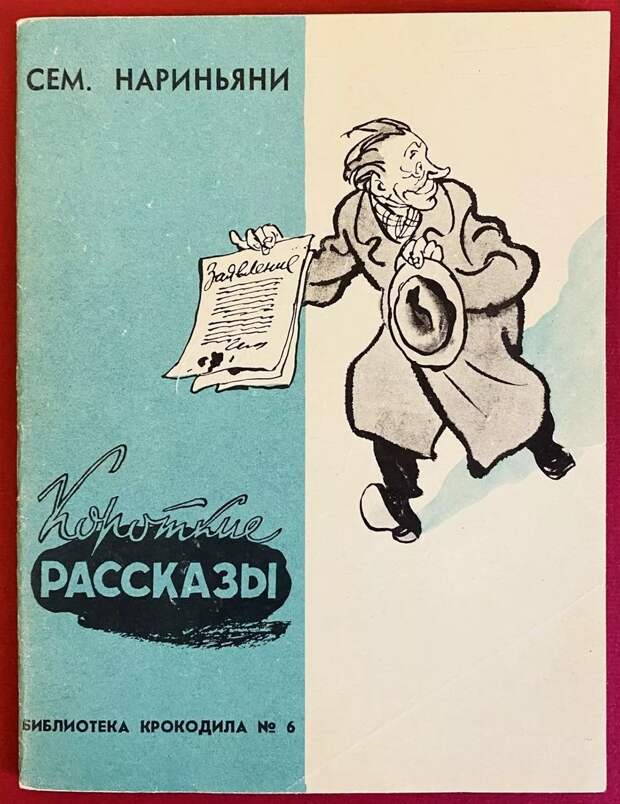 СЕМ. НАРИНЬЯНИ
Заявление
Короткие
РАССКАЗЫ
БИБЛИОТЕКА КРОКОДИЛА № 6